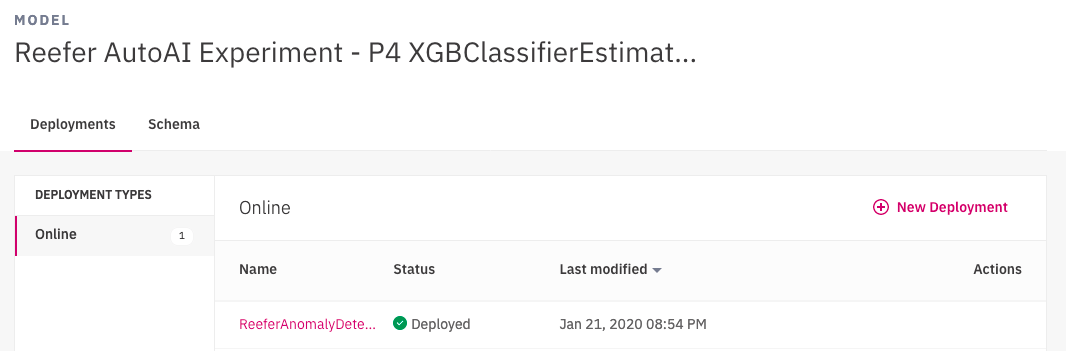 MODEL
Reefer AutoAI Experiment - P4 XGBClassifierEstimat...
Deployments Schema
DEPLOYMENT TYPES
Online 1
Online
New Deployment
Name Status Last modified Actions
ReeferAnomalyDete... Deployed Jan 21, 2020 08:54 PM